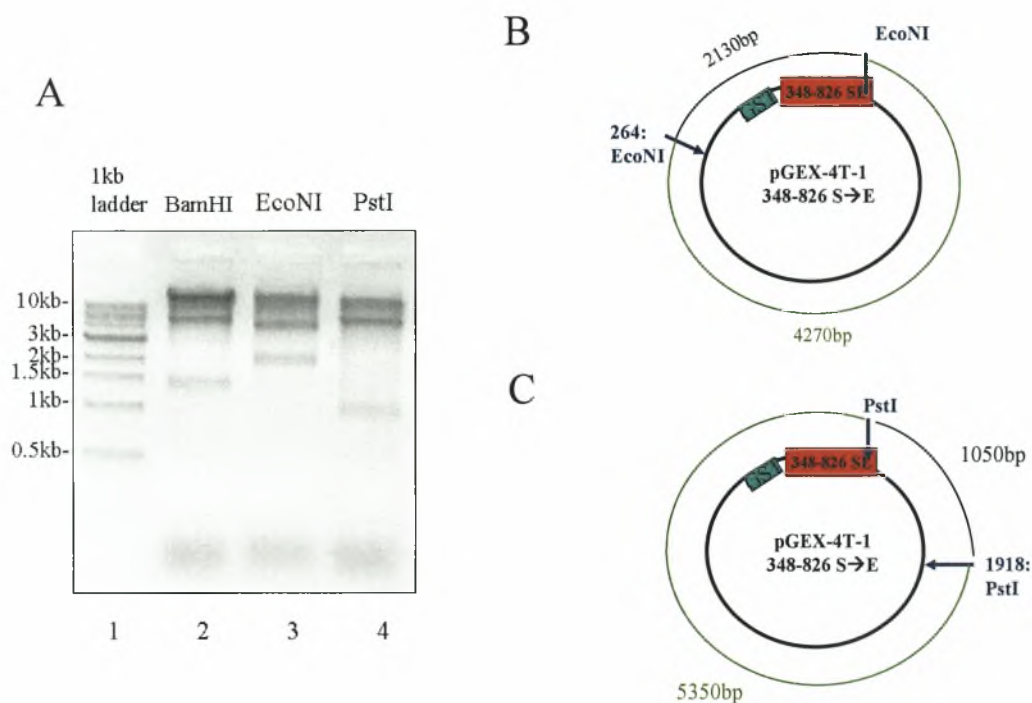 A
1kb
ladder
BamHI
EcoNI
PstI
10kb-
3kb-
2kb-
1.5kb-
1kb-
0.5kb-
1
2
3
4
B
2130bp
EcoNI
GST
348-826 SE
264:
EcoNI
pGEX-4T-1
348-826 S→E
4270bp
C
PstI
1050bp
GST
348-826 SE
pGEX-4T-1
348-826 S→E
1918:
PstI
5350bp